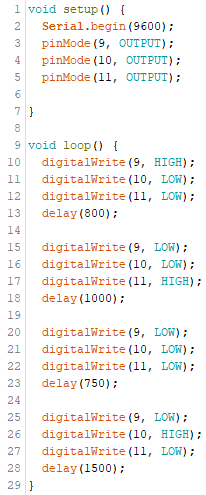 1 void setup() {
2 Serial.begin(9600);
3 pinMode(9, OUTPUT);
4 pinMode(10, OUTPUT);
5 pinMode(11, OUTPUT);
6
7 }
8
9 void loop() {
10 digitalWrite(9, HIGH);
11 digitalWrite(10, LOW);
12 digitalWrite(11, LOW);
13 delay(800);
14
15 digitalWrite(9, LOW);
16 digitalWrite(10, LOW);
17 digitalWrite(11, HIGH);
18 delay(1000);
19
20 digitalWrite(9, LOW);
21 digitalWrite(10, LOW);
22 digitalWrite(11, LOW);
23 delay(750);
24
25 digitalWrite(9, LOW);
26 digitalWrite(10, HIGH);
27 digitalWrite(11, LOW);
28 delay(1500);
29 }